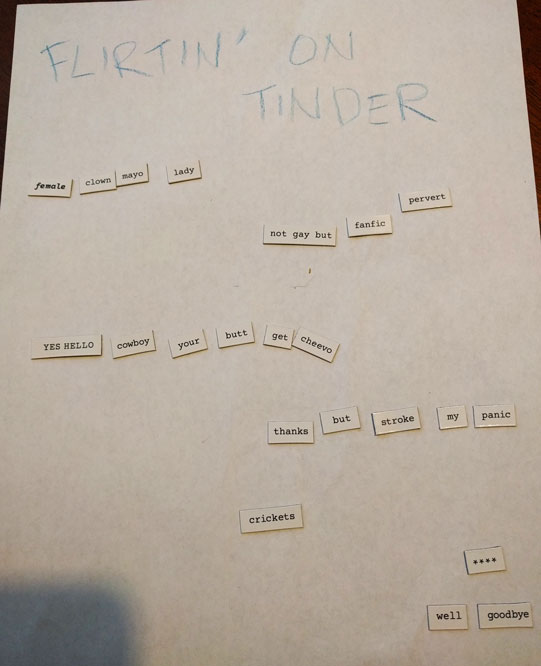 FLIRTIN' ON
TINDER
female clown mayo lady
not gay but fanfic pervert
YES HELLO cowboy your butt get cheevo
thanks but stroke my panic
crickets
****
well goodbye